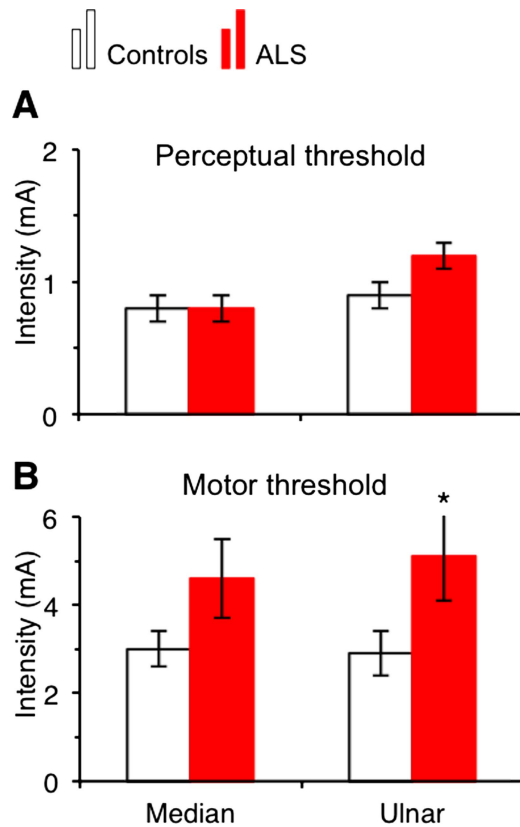 Controls ALS
A
Perceptual threshold
2
1
0
Intensity (mA)
B
Motor threshold
*
6
4
2
0
Intensity (mA)
Median Ulnar